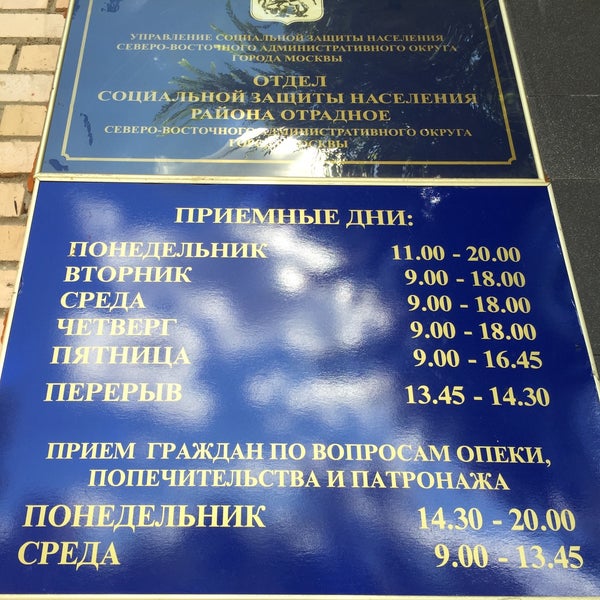 УПРАВЛЕНИЕ СОЦИАЛЬНОЙ ЗАЩИТЫ НАСЕЛЕНИЯ
СЕВЕРО-ВОСТОЧНОГО АДМИНИСТРАТИВНОГО ОКРУГА
ГОРОДА МОСКВЫ
ОТДЕЛ
СОЦИАЛЬНОЙ ЗАЩИТЫ НАСЕЛЕНИЯ
РАЙОНА ОТРАДНОЕ
СЕВЕРО-ВОСТОЧНОГО АДМИНИСТРАТИВНОГО ОКРУГА
ГОРОДА МОСКВЫ
ПРИЕМНЫЕ ДНИ:
ПОНЕДЕЛЬНИК 11.00 - 20.00
ВТОРНИК 9.00 - 18.00
СРЕДА 9.00 - 18.00
ЧЕТВЕРГ 9.00 - 18.00
ПЯТНИЦА 9.00 - 16.45
ПЕРЕРЫВ 13.45 - 14.30
ПРИЕМ ГРАЖДАН ПО ВОПРОСАМ ОПЕКИ,
ПОПЕЧИТЕЛЬСТВА И ПАТРОНАЖА
ПОНЕДЕЛЬНИК 14.30 - 20.00
СРЕДА 9.00 - 13.45